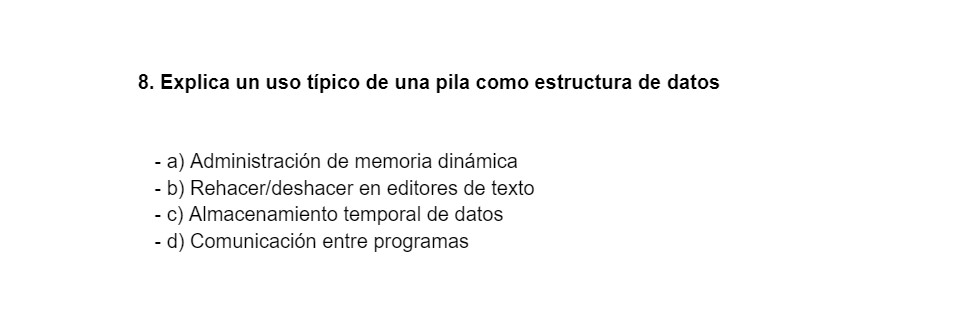 8. Explica un uso típico de una pila como estructura de datos
- a) Administración de memoria dinámica
- b) Rehacer/deshacer en editores de texto
- c) Almacenamiento temporal de datos
- d) Comunicación entre programas